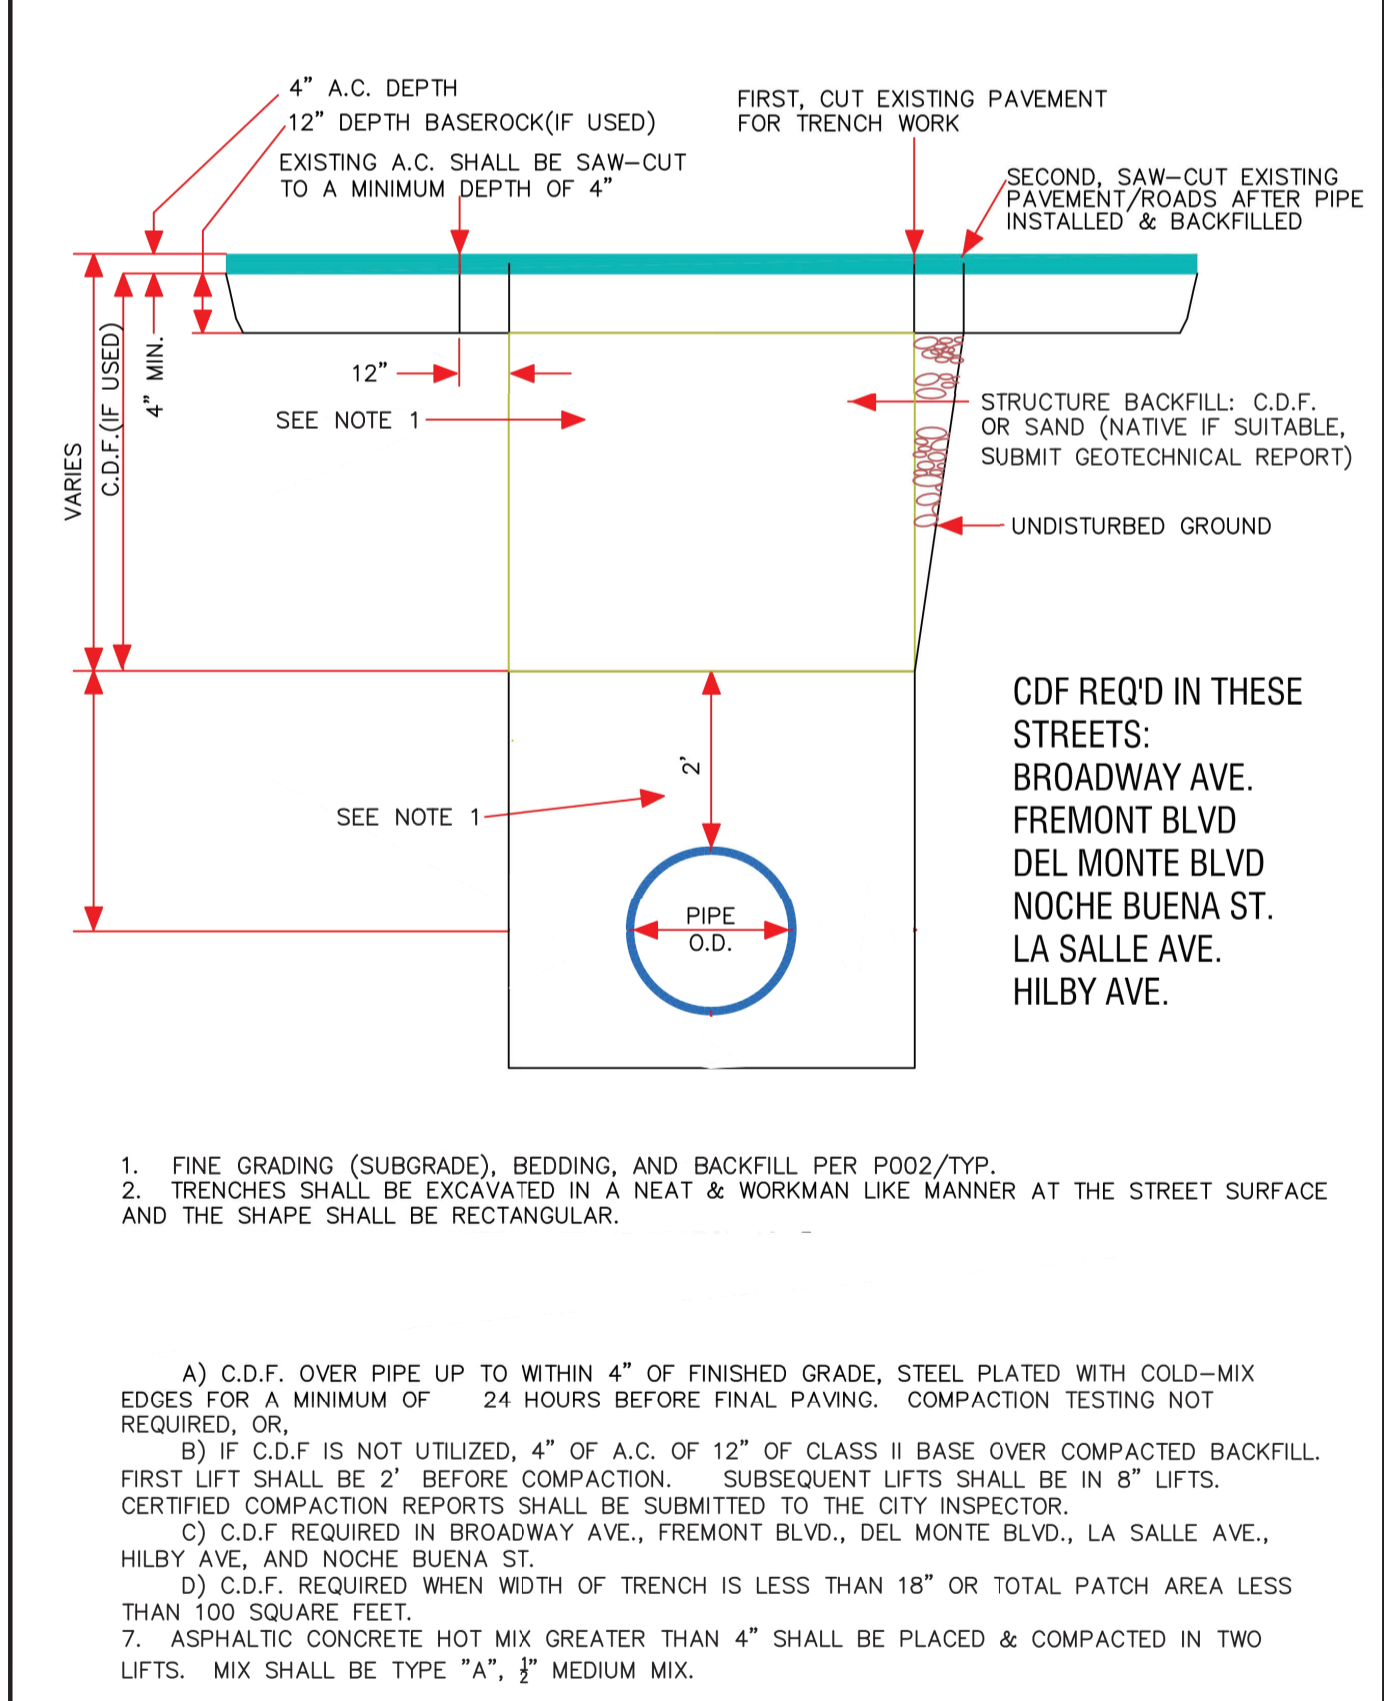 4” A.C. DEPTH
12” DEPTH BASEROCK(IF USED)
EXISTING A.C. SHALL BE SAW–CUT
TO A MINIMUM DEPTH OF 4”
FIRST, CUT EXISTING PAVEMENT
FOR TRENCH WORK
SECOND, SAW–CUT EXISTING
PAVEMENT/ROADS AFTER PIPE
INSTALLED & BACKFILLED
VARIES
C.D.F.(IF USED)
4” MIN.
12”
SEE NOTE 1
STRUCTURE BACKFILL: C.D.F.
OR SAND (NATIVE IF SUITABLE,
SUBMIT GEOTECHNICAL REPORT)
UNDISTURBED GROUND
2’
SEE NOTE 1
PIPE
O.D.
CDF REQ'D IN THESE
STREETS:
BROADWAY AVE.
FREMONT BLVD
DEL MONTE BLVD
NOCHE BUENA ST.
LA SALLE AVE.
HILBY AVE.
1. FINE GRADING (SUBGRADE), BEDDING, AND BACKFILL PER P002/TYP.
2. TRENCHES SHALL BE EXCAVATED IN A NEAT & WORKMAN LIKE MANNER AT THE STREET SURFACE
AND THE SHAPE SHALL BE RECTANGULAR.
A) C.D.F. OVER PIPE UP TO WITHIN 4” OF FINISHED GRADE, STEEL PLATED WITH COLD–MIX
EDGES FOR A MINIMUM OF 24 HOURS BEFORE FINAL PAVING. COMPACTION TESTING NOT
REQUIRED, OR,
B) IF C.D.F IS NOT UTILIZED, 4” OF A.C. OF 12” OF CLASS II BASE OVER COMPACTED BACKFILL.
FIRST LIFT SHALL BE 2’ BEFORE COMPACTION. SUBSEQUENT LIFTS SHALL BE IN 8” LIFTS.
CERTIFIED COMPACTION REPORTS SHALL BE SUBMITTED TO THE CITY INSPECTOR.
C) C.D.F REQUIRED IN BROADWAY AVE., FREMONT BLVD., DEL MONTE BLVD., LA SALLE AVE.,
HILBY AVE, AND NOCHE BUENA ST.
D) C.D.F. REQUIRED WHEN WIDTH OF TRENCH IS LESS THAN 18” OR TOTAL PATCH AREA LESS
THAN 100 SQUARE FEET.
7. ASPHALTIC CONCRETE HOT MIX GREATER THAN 4” SHALL BE PLACED & COMPACTED IN TWO
LIFTS. MIX SHALL BE TYPE "A", ½” MEDIUM MIX.